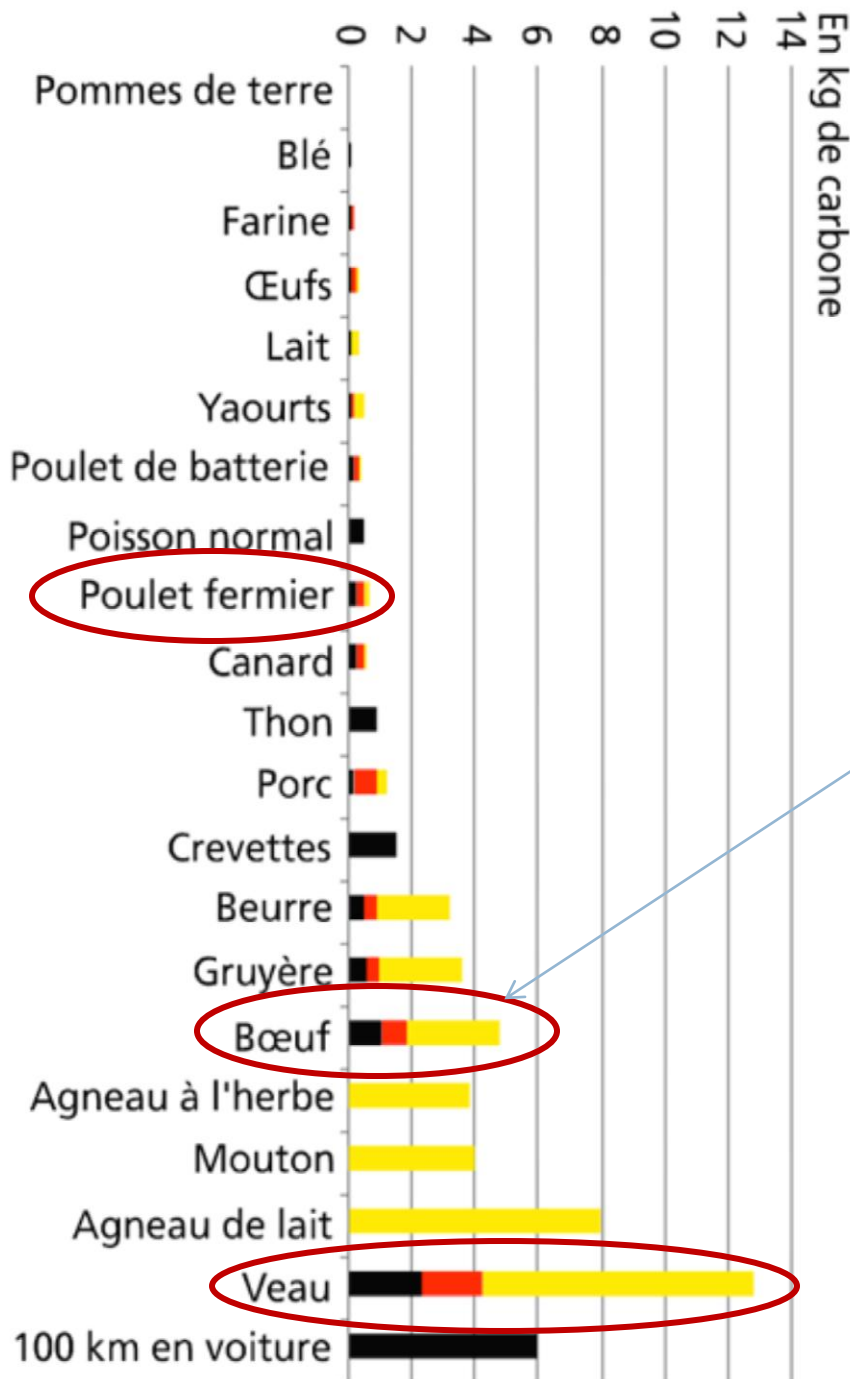 En kg de carbone
0 2 4 6 8 10 12 14
Pommes de terre
Blé
Farine
Œufs
Lait
Yaourts
Poulet de batterie
Poisson normal
Poulet fermier
Canard
Thon
Porc
Crevettes
Beurre
Gruyère
Bœuf
Agneau à l'herbe
Mouton
Agneau de lait
Veau
100 km en voiture